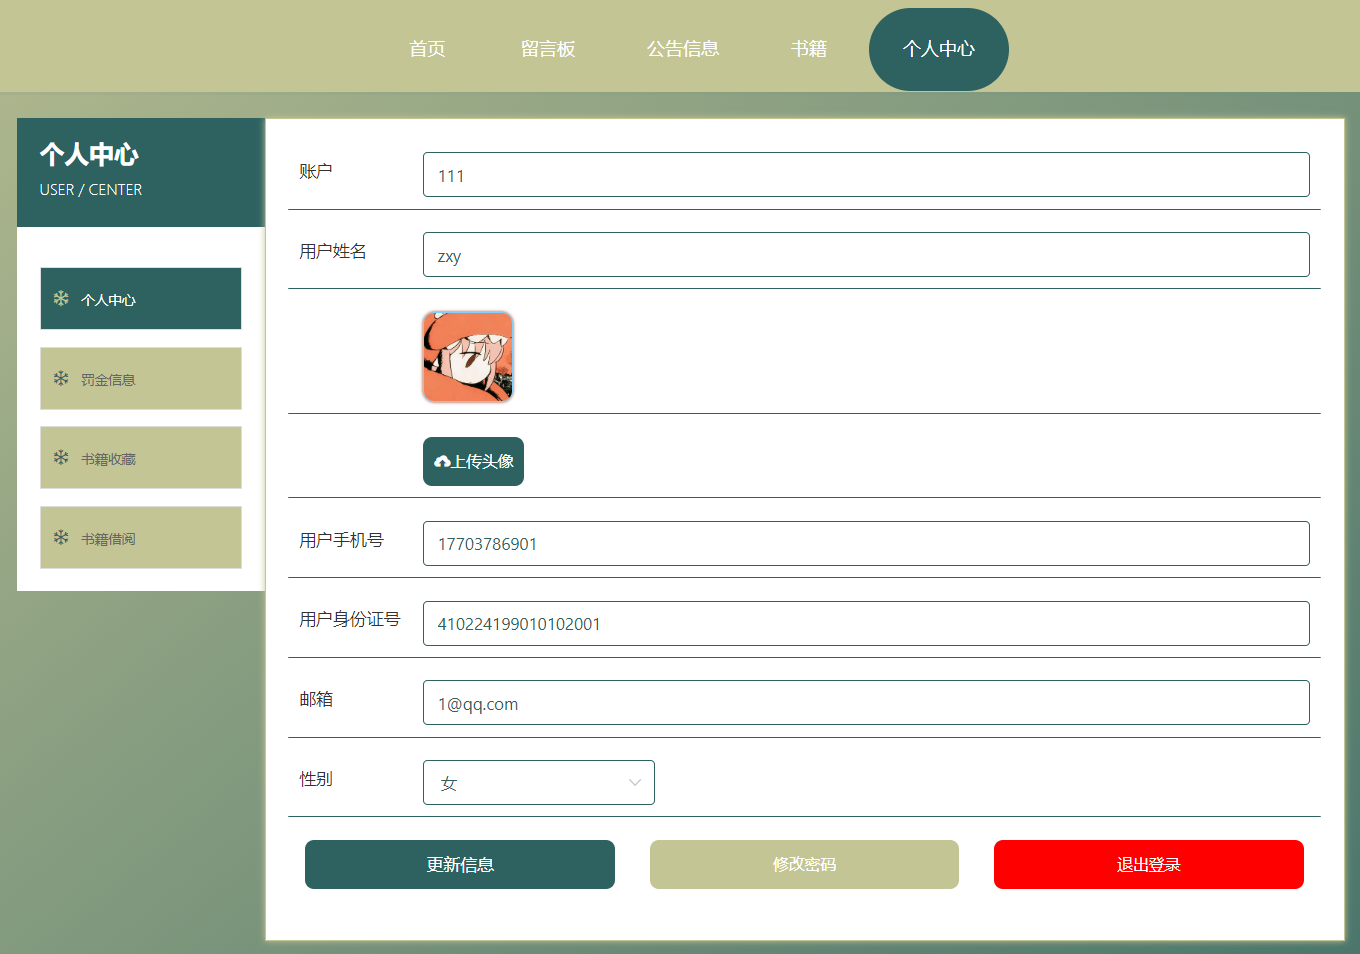 首页 留言板 公告信息 书籍 个人中心
个人中心
USER / CENTER
个人中心
罚金信息
书籍收藏
书籍借阅
账户 111
用户姓名 zxy
上传头像
用户手机号 17703786901
用户身份证号 410224199010102001
邮箱 1@qq.com
性别 女
更新信息 修改密码 退出登录